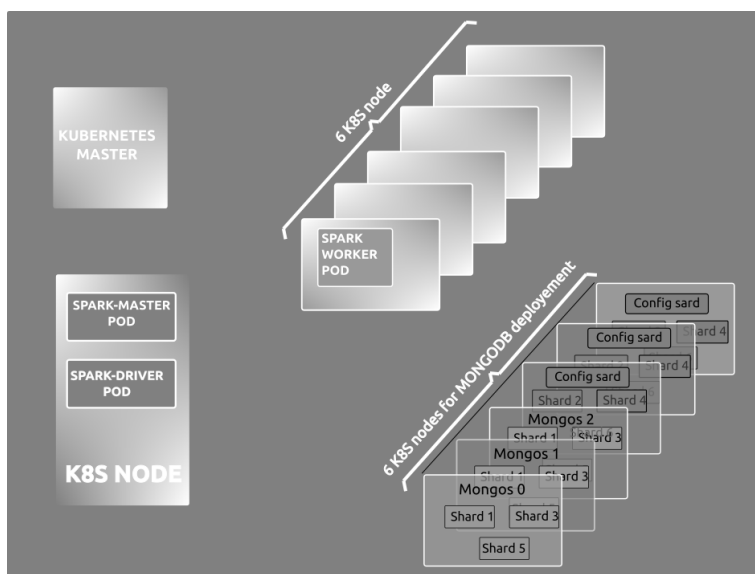 KUBERNETES
MASTER
6 K8S node
SPARK
WORKER
POD
SPARK-MASTER
POD
SPARK-DRIVER
POD
K8S NODE
6 K8S nodes for MONGODB deployement
Config sard
Shard 4
Config sard
Shard 4
Config sard
Shard 2
Shard 4
Mongos 2
Shard 1
Shard 3
Mongos 1
Shard 1
Shard 3
Mongos 0
Shard 1
Shard 3
Shard 5